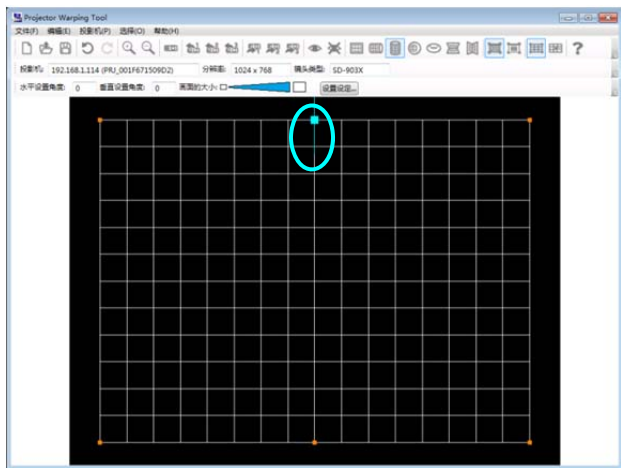 Projector Warping Tool
文件(F) 编辑(E) 投影机(P) 选择(O) 帮助(H)
投影机: 192.168.1.114 (PRJ_001F671509D2) 分辨率: 1024 x 768 镜头类型: SD-903X
水平设置角度: 0 垂直设置角度: 0 画面的大小: 设置设定...